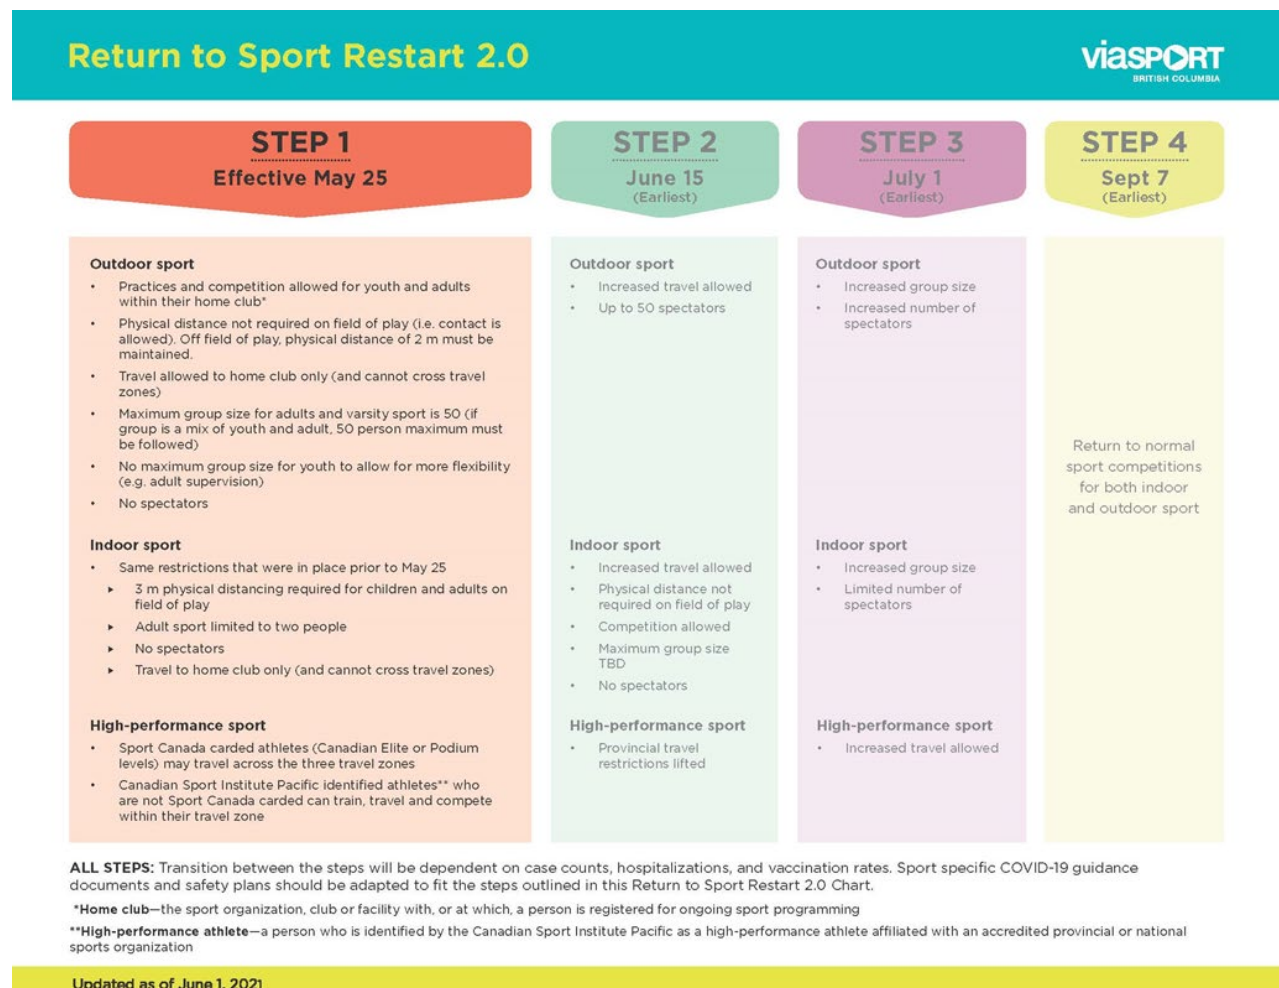 Return to Sport Restart 2.0
viaSPORT
BRITISH COLUMBIA
STEP 1
Effective May 25
Outdoor sport
• Practices and competition allowed for youth and adults
within their home club*
• Physical distance not required on field of play (i.e. contact is
allowed). Off field of play, physical distance of 2 m must be
maintained.
• Travel allowed to home club only (and cannot cross travel
zones)
• Maximum group size for adults and varsity sport is 50 (if
group is a mix of youth and adult, 50 person maximum must
be followed)
• No maximum group size for youth to allow for more flexibility
(e.g. adult supervision)
• No spectators
Indoor sport
• Same restrictions that were in place prior to May 25
▸ 3 m physical distancing required for children and adults on
field of play
▸ Adult sport limited to two people
▸ No spectators
▸ Travel to home club only (and cannot cross travel zones)
High-performance sport
• Sport Canada carded athletes (Canadian Elite or Podium
levels) may travel across the three travel zones
• Canadian Sport Institute Pacific identified athletes** who
are not Sport Canada carded can train, travel and compete
within their travel zone
STEP 2
June 15
(Earliest)
Outdoor sport
• Increased travel allowed
• Up to 50 spectators
Indoor sport
• Increased travel allowed
• Physical distance not
required on field of play
• Competition allowed
• Maximum group size
TBD
• No spectators
High-performance sport
• Provincial travel
restrictions lifted
STEP 3
July 1
(Earliest)
Outdoor sport
• Increased group size
• Increased number of
spectators
Indoor sport
• Increased group size
• Limited number of
spectators
High-performance sport
• Increased travel allowed
STEP 4
Sept 7
(Earliest)
Return to normal
sport competitions
for both indoor
and outdoor sport
ALL STEPS: Transition between the steps will be dependent on case counts, hospitalizations, and vaccination rates. Sport specific COVID-19 guidance
documents and safety plans should be adapted to fit the steps outlined in this Return to Sport Restart 2.0 Chart.
*Home club—the sport organization, club or facility with, or at which, a person is registered for ongoing sport programming
**High-performance athlete—a person who is identified by the Canadian Sport Institute Pacific as a high-performance athlete affiliated with an accredited provincial or national
sports organization
Updated as of June 1, 2021